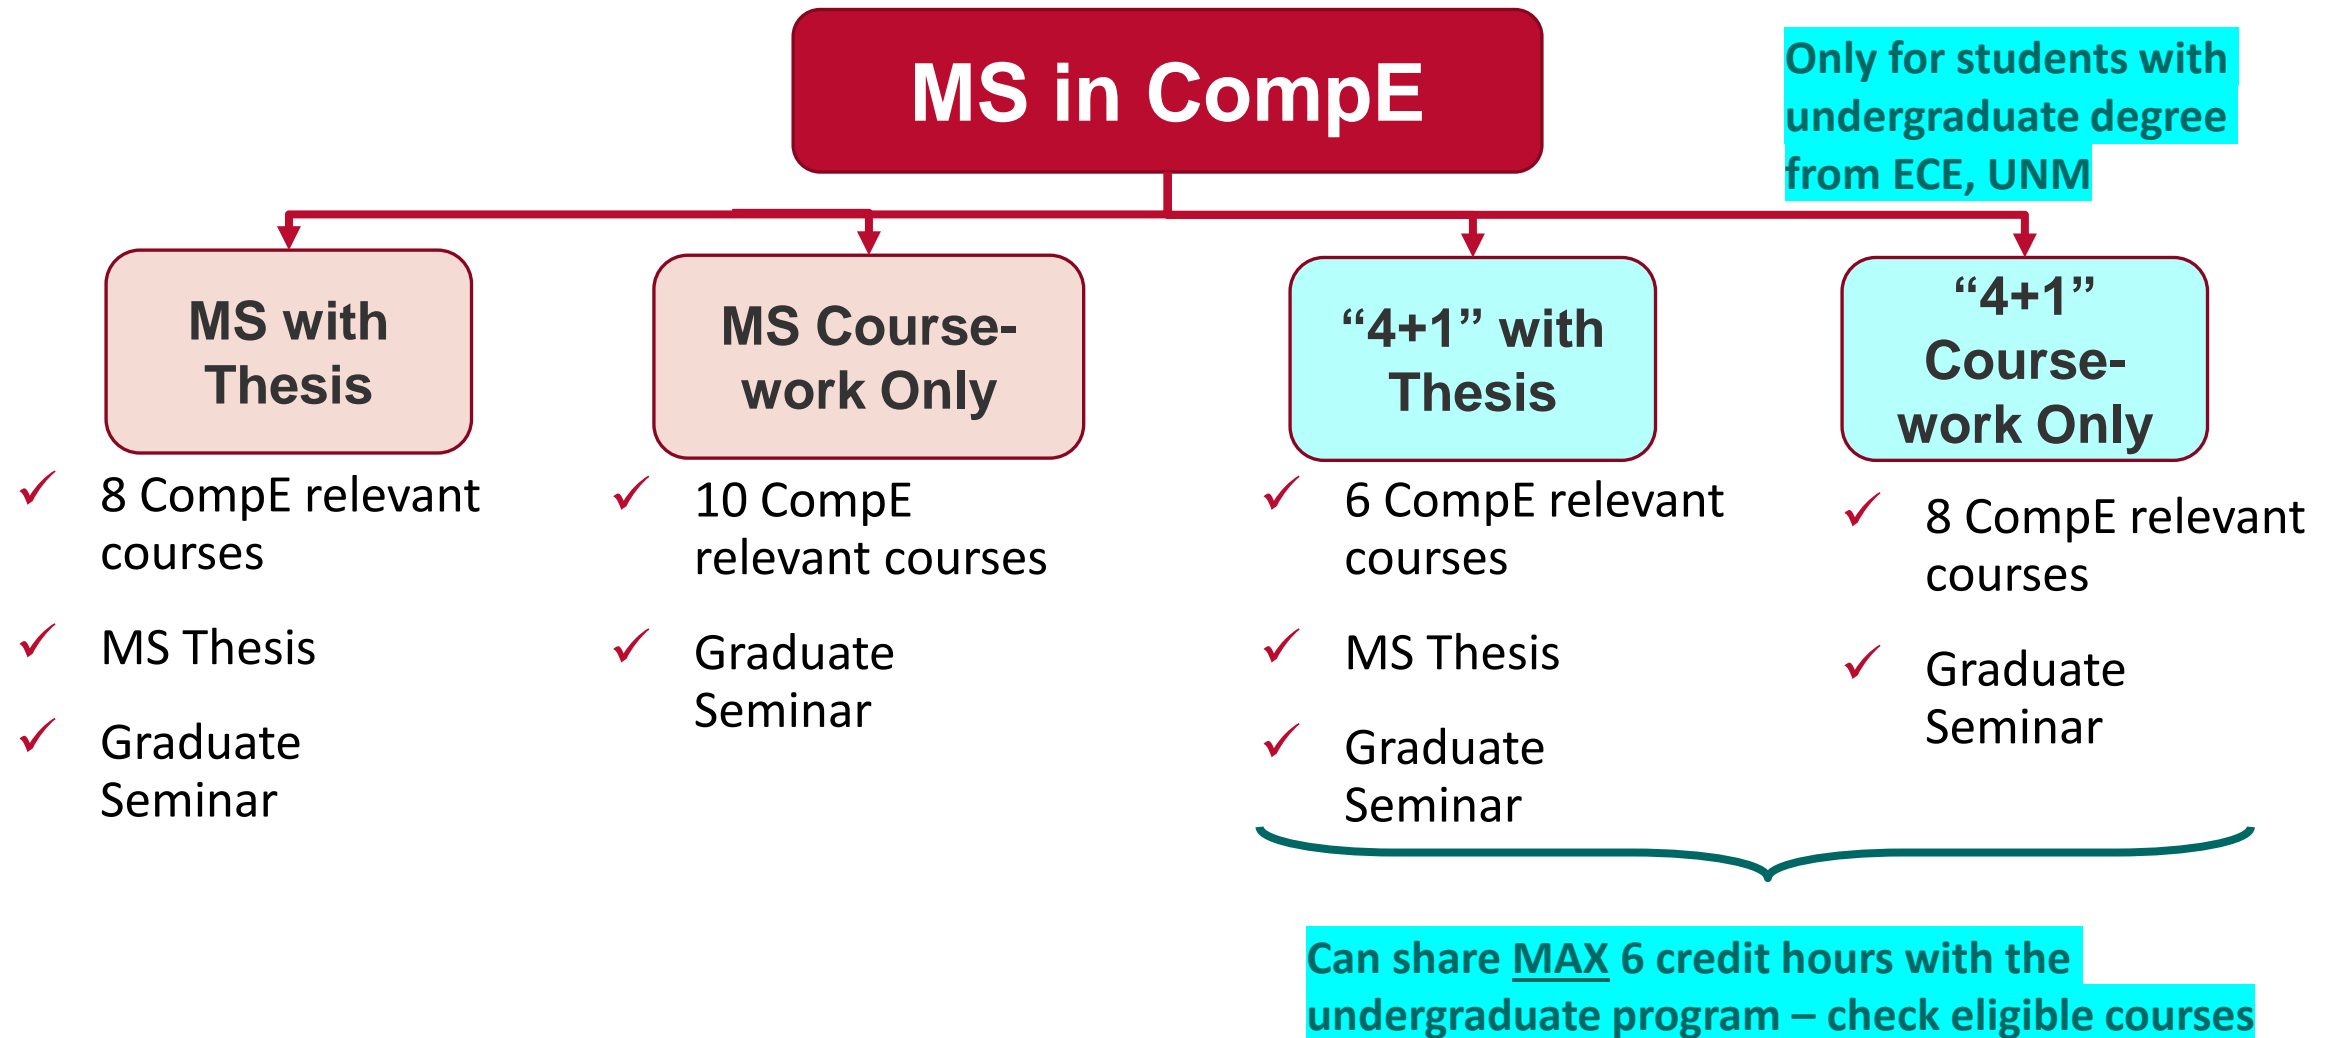 MS in CompE
Only for students with
undergraduate degree
from ECE, UNM
MS with
Thesis
8 CompE relevant
courses
MS Thesis
Graduate
Seminar
MS Course-
work Only
10 CompE
relevant courses
Graduate
Seminar
“4+1” with
Thesis
6 CompE relevant
courses
MS Thesis
Graduate
Seminar
“4+1”
Course-
work Only
8 CompE relevant
courses
Graduate
Seminar
Can share MAX 6 credit hours with the
undergraduate program – check eligible courses